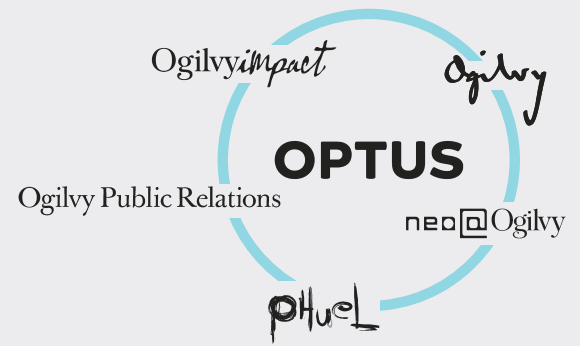 Ogilvyimpact
Ogilvy
OPTUS
Ogilvy Public Relations
neo@Ogilvy
pHueL